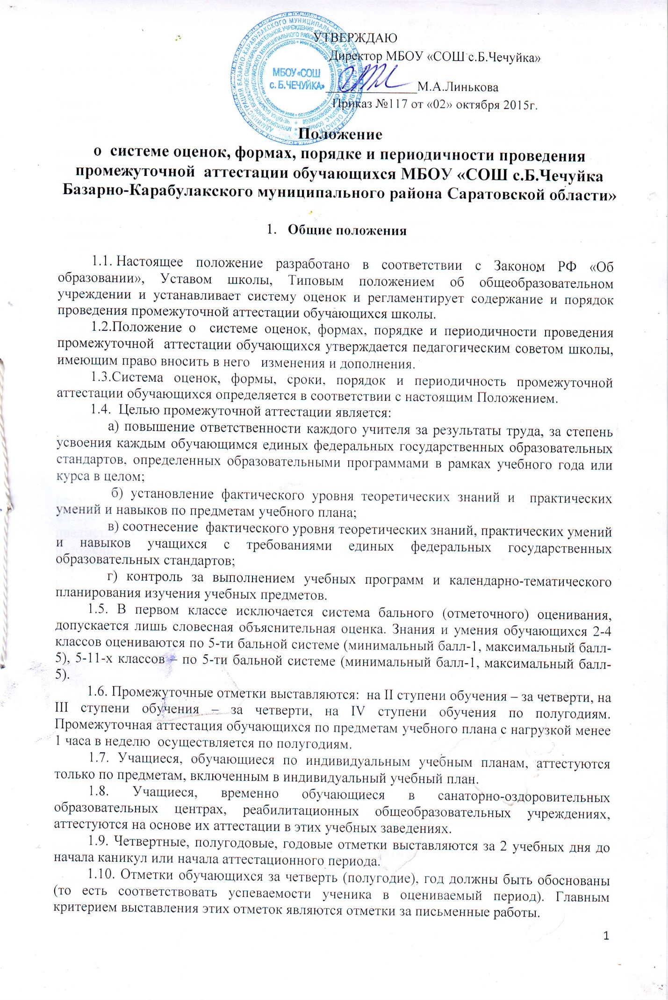 УТВЕРЖДАЮ
Директор МБОУ «СОШ с.Б.Чечуйка»
МБОУ «СОШ
с. Б.ЧЕЧУЙКА»
______________М.А.Линькова
Приказ №117 от «02» октября 2015г.
Положение
о системе оценок, формах, порядке и периодичности проведения
промежуточной аттестации обучающихся МБОУ «СОШ с.Б.Чечуйка
Базарно-Карабулакского муниципального района Саратовской области»
1. Общие положения
1.1. Настоящее положение разработано в соответствии с Законом РФ «Об
образовании», Уставом школы, Типовым положением об общеобразовательном
учреждении и устанавливает систему оценок и регламентирует содержание и порядок
проведения промежуточной аттестации обучающихся школы.
1.2.Положение о системе оценок, формах, порядке и периодичности проведения
промежуточной аттестации обучающихся утверждается педагогическим советом школы,
имеющим право вносить в него изменения и дополнения.
1.3.Система оценок, формы, сроки, порядок и периодичность промежуточной
аттестации обучающихся определяется в соответствии с настоящим Положением.
1.4. Целью промежуточной аттестации является:
а) повышение ответственности каждого учителя за результаты труда, за степень
усвоения каждым обучающимся единых федеральных государственных образовательных
стандартов, определенных образовательными программами в рамках учебного года или
курса в целом;
б) установление фактического уровня теоретических знаний и практических
умений и навыков по предметам учебного плана;
в) соотнесение фактического уровня теоретических знаний, практических умений
и навыков учащихся с требованиями единых федеральных государственных
образовательных стандартов;
г) контроль за выполнением учебных программ и календарно-тематического
планирования изучения учебных предметов.
1.5. В первом классе исключается система бального (отметочного) оценивания,
допускается лишь словесная объяснительная оценка. Знания и умения обучающихся 2-4
классов оцениваются по 5-ти бальной системе (минимальный балл-1, максимальный балл-
5), 5-11-х классов – по 5-ти бальной системе (минимальный балл-1, максимальный балл-
5).
1.6. Промежуточные отметки выставляются: на II ступени обучения – за четверти, на
III ступени обучения – за четверти, на IV ступени обучения по полугодиям.
Промежуточная аттестация обучающихся по предметам учебного плана с нагрузкой менее
1 часа в неделю осуществляется по полугодиям.
1.7. Учащиеся, обучающиеся по индивидуальным учебным планам, аттестуются
только по предметам, включенным в индивидуальный учебный план.
1.8. Учащиеся, временно обучающиеся в санаторно-оздоровительных
образовательных центрах, реабилитационных общеобразовательных учреждениях,
аттестуются на основе их аттестации в этих учебных заведениях.
1.9. Четвертные, полугодовые, годовые отметки выставляются за 2 учебных дня до
начала каникул или начала аттестационного периода.
1.10. Отметки обучающихся за четверть (полугодие), год должны быть обоснованы
(то есть соответствовать успеваемости ученика в оцениваемый период). Главным
критерием выставления этих отметок являются отметки за письменные работы.
1